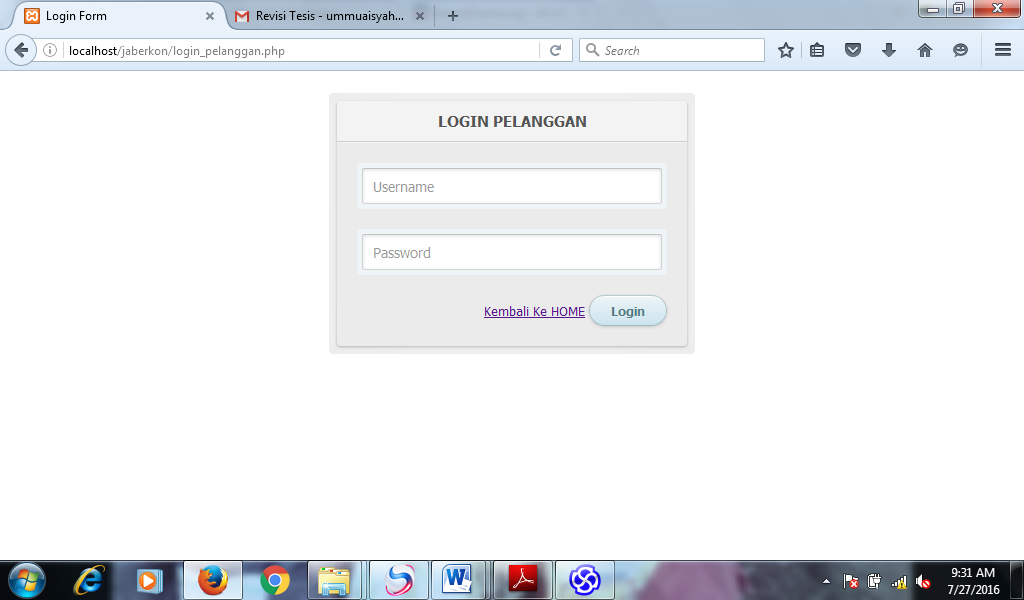 Login Form
Revisi Tesis - ummuaisyah...
localhost/jaberkon/login_pelanggan.php
Search
LOGIN PELANGGAN
Username
Password
Kembali Ke HOME
Login
9:31 AM
7/27/2016